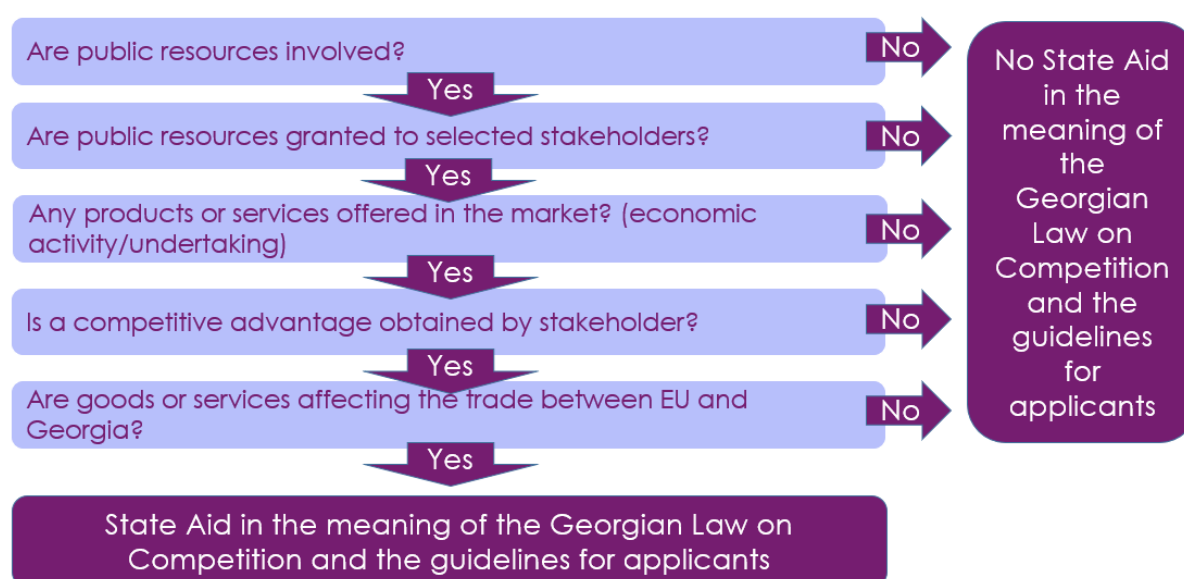 Are public resources involved?
No
Yes
Are public resources granted to selected stakeholders?
No
Yes
Any products or services offered in the market? (economic
activity/undertaking)
No
Yes
Is a competitive advantage obtained by stakeholder?
No
Yes
Are goods or services affecting the trade between EU and
Georgia?
No
Yes
State Aid in the meaning of the Georgian Law on
Competition and the guidelines for applicants
No State Aid
in the
meaning of
the
Georgian
Law on
Competition
and the
guidelines
for
applicants